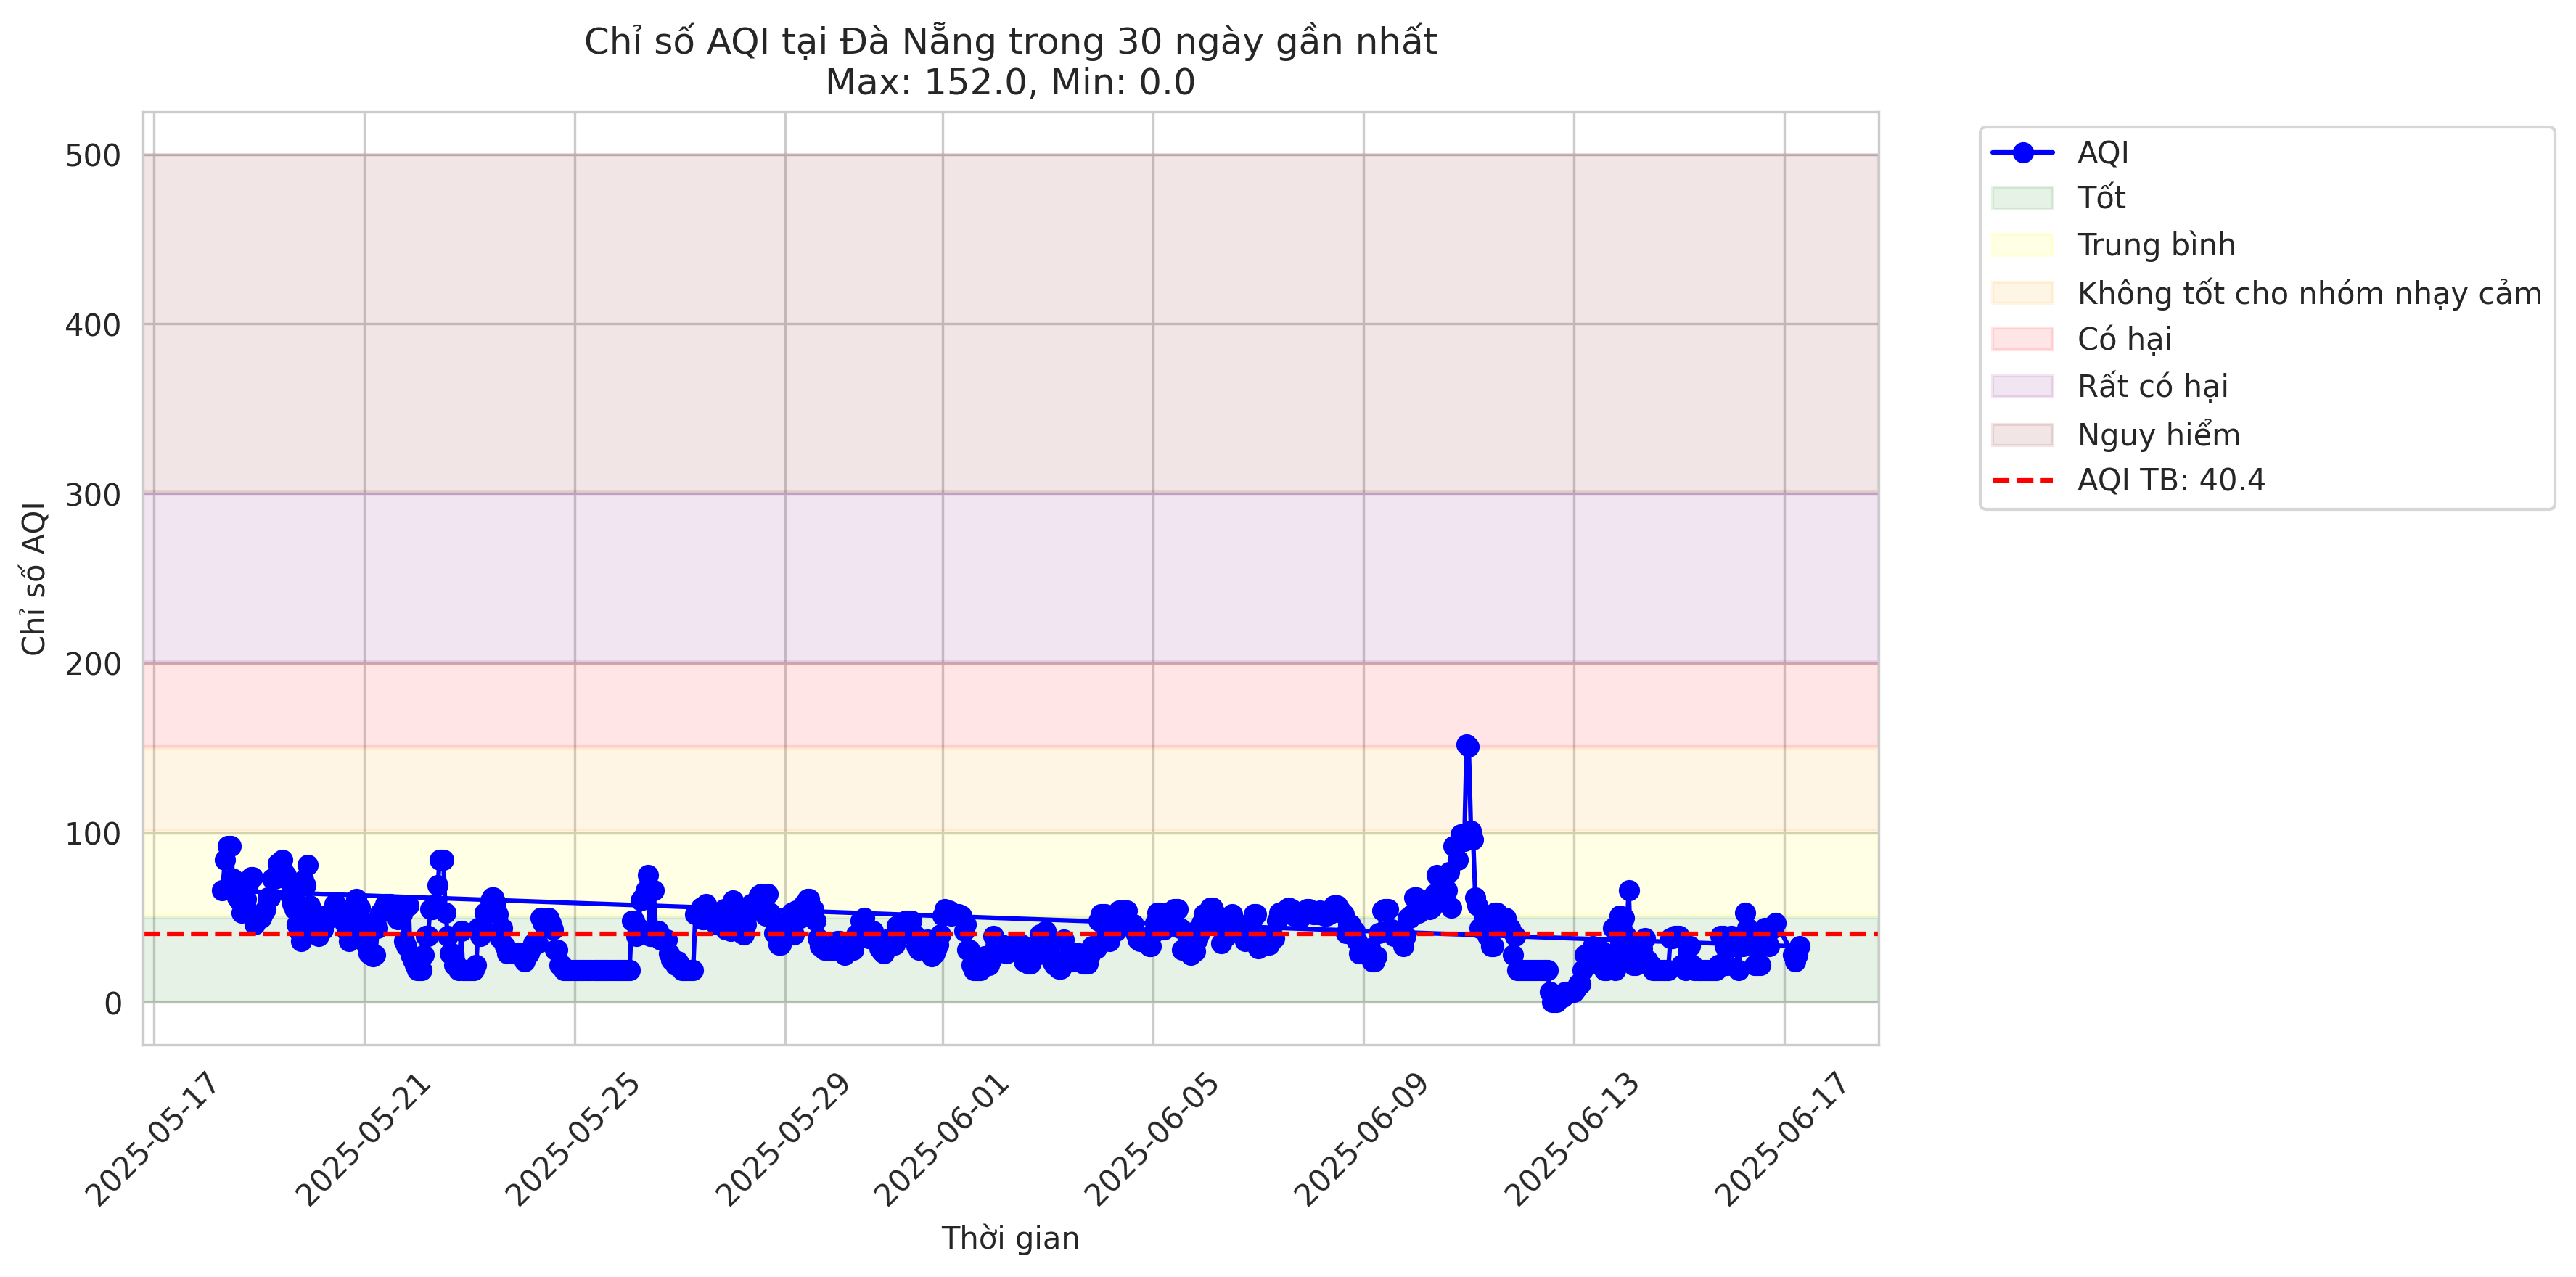 Chỉ số AQI tại Đà Nẵng trong 30 ngày gần nhất
Max: 152.0, Min: 0.0
Chỉ số AQI
500
400
300
200
100
0
2025-05-17
2025-05-21
2025-05-25
2025-05-29
2025-06-01
2025-06-05
2025-06-09
2025-06-13
2025-06-17
Thời gian
AQI
Tốt
Trung bình
Không tốt cho nhóm nhạy cảm
Có hại
Rất có hại
Nguy hiểm
AQI TB: 40.4